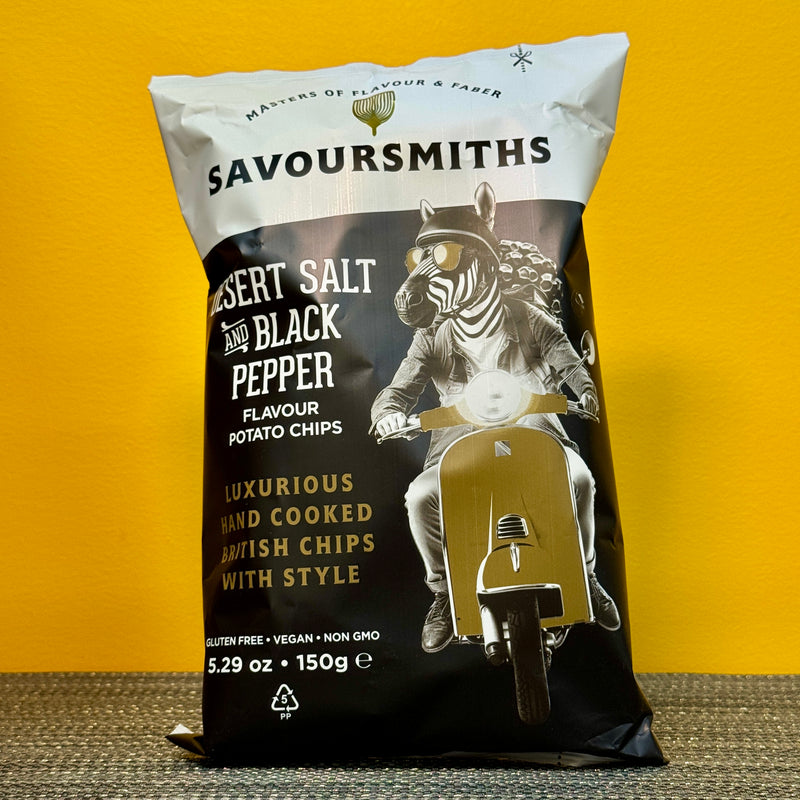 MASTERS OF FLAVOUR & FABER
SAVOURSMITHS
DESERT SALT
AND BLACK
PEPPER
FLAVOUR
POTATO CHIPS
LUXURIOUS
HAND COOKED
BRITISH CHIPS
WITH STYLE
GLUTEN FREE • VEGAN • NON GMO
5.29 oz • 150g ℮
5
PP